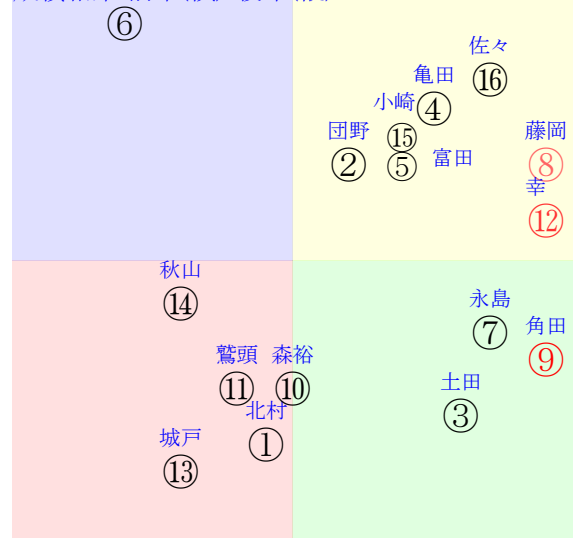 ⑥
佐々
⑯
亀田
④
小崎
⑮
団野
②
⑤
富田
藤岡
⑧
幸
⑫
秋山
⑭
永島
⑦
角田
⑨
鷲頭
⑪
森裕
⑩
土田
③
北村
①
城戸
⑬